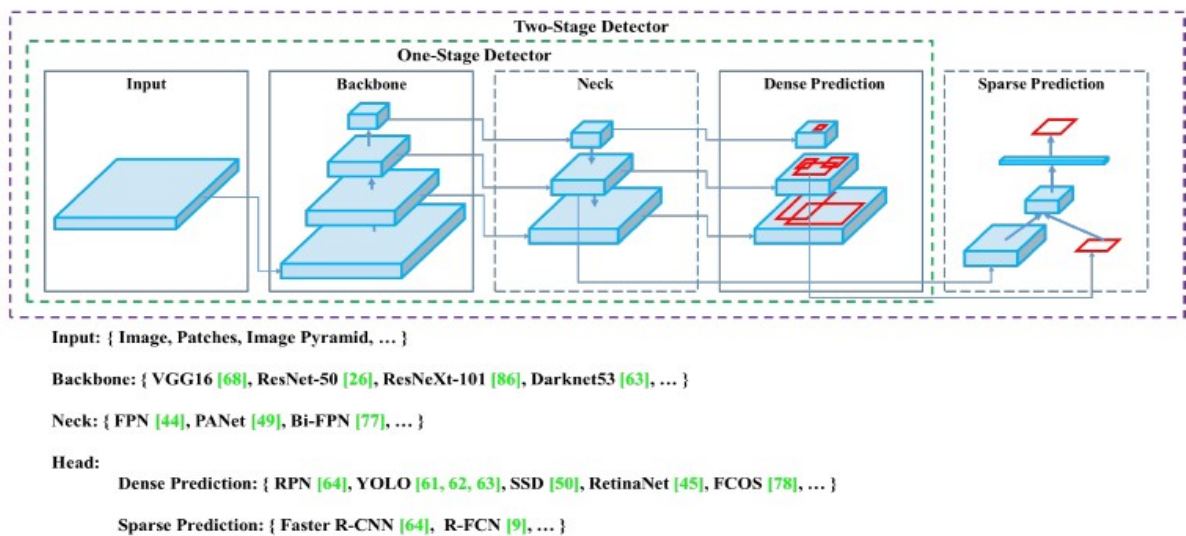 Two-Stage Detector
One-Stage Detector
Input
Backbone
Neck
Dense Prediction
Sparse Prediction
Input: { Image, Patches, Image Pyramid, … }
Backbone: { VGG16 [68], ResNet-50 [26], ResNeXt-101 [86], Darknet53 [63], … }
Neck: { FPN [44], PANet [49], Bi-FPN [77], … }
Head:
Dense Prediction: { RPN [64], YOLO [61, 62, 63], SSD [50], RetinaNet [45], FCOS [78], … }
Sparse Prediction: { Faster R-CNN [64], R-FCN [9], … }